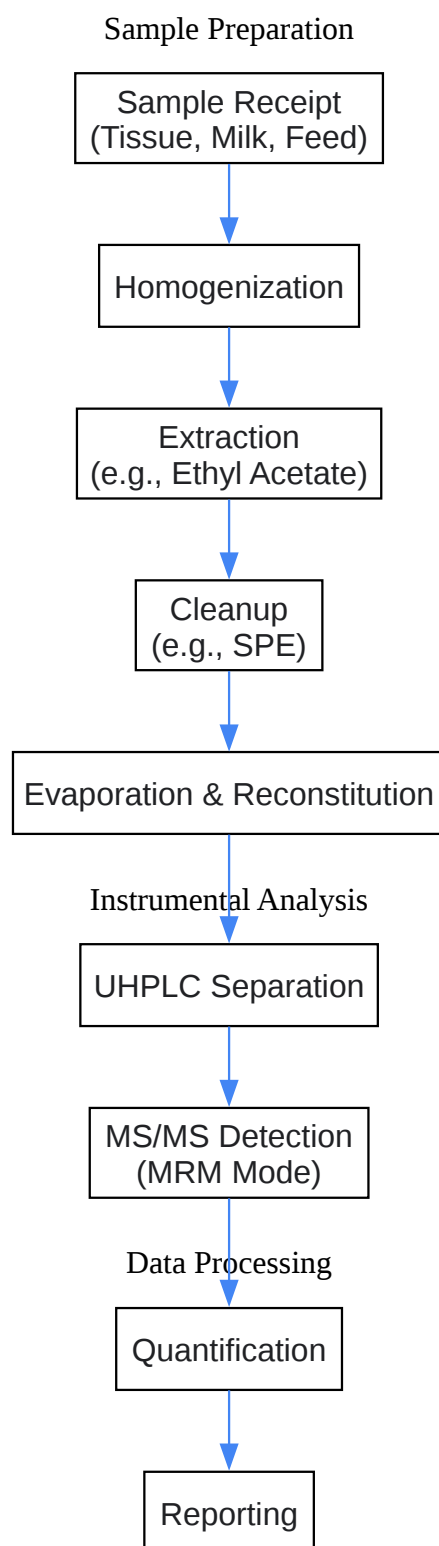 Sample Preparation
Sample Receipt
(Tissue, Milk, Feed)
Homogenization
Extraction
(e.g., Ethyl Acetate)
Cleanup
(e.g., SPE)
Evaporation & Reconstitution
Instrumental Analysis
UHPLC Separation
MS/MS Detection
(MRM Mode)
Data Processing
Quantification
Reporting